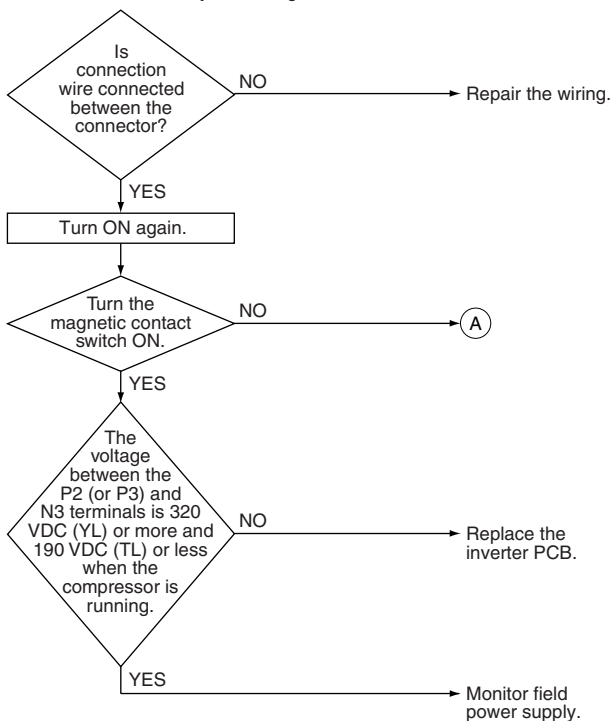 Is
connection
wire connected
between the
connector?
NO
Repair the wiring.
YES
Turn ON again.
Turn the
magnetic contact
switch ON.
NO
A
YES
The
voltage
between the
P2 (or P3) and
N3 terminals is 320
VDC (YL) or more and
190 VDC (TL) or less
when the
compressor is
running.
NO
Replace the
inverter PCB.
YES
Monitor field
power supply.